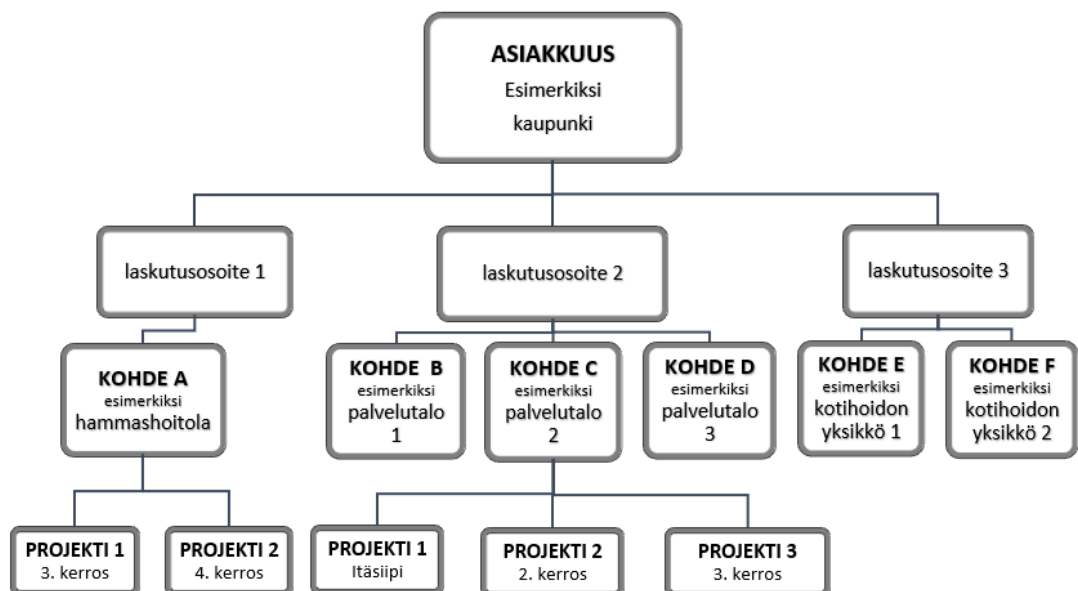 ASIAKKUUS
Esimerkiksi
kaupunki
laskutusosoite 1
laskutusosoite 2
laskutusosoite 3
KOHDE A
esimerkiksi
hammashoitola
KOHDE B
esimerkiksi
palvelutalo
1
KOHDE C
esimerkiksi
palvelutalo
2
KOHDE D
esimerkiksi
palvelutalo
3
KOHDE E
esimerkiksi
kotihoidon
yksikkö 1
KOHDE F
esimerkiksi
kotihoidon
yksikkö 2
PROJEKTI 1
3. kerros
PROJEKTI 2
4. kerros
PROJEKTI 1
Itäsiipi
PROJEKTI 2
2. kerros
PROJEKTI 3
3. kerros